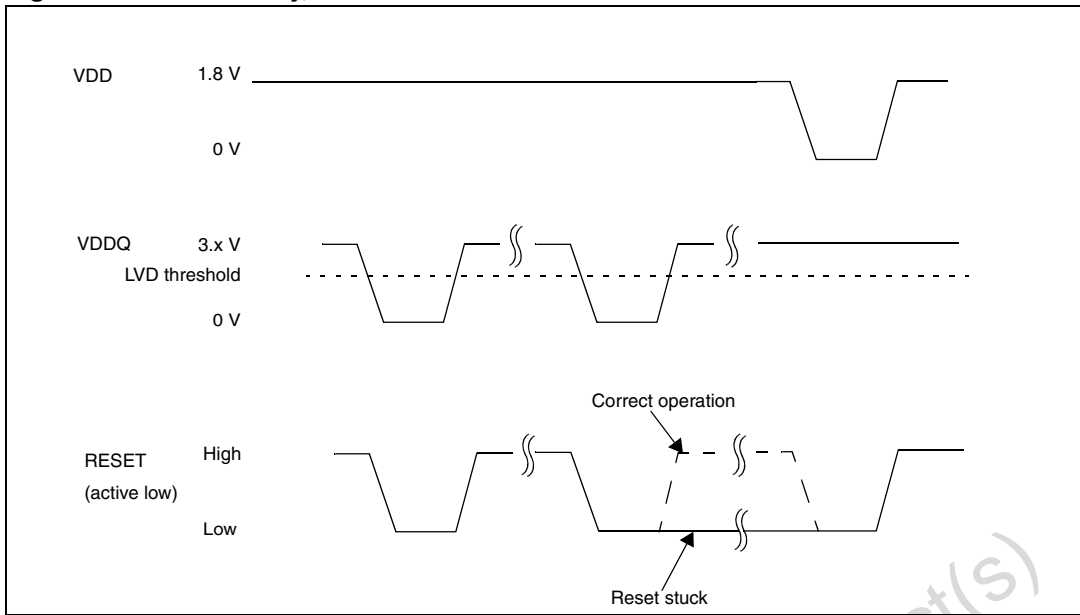 VDD 1.8 V
0 V
VDDQ 3.x V
LVD threshold
0 V
Correct operation
RESET High
(active low)
Low
Reset stuck